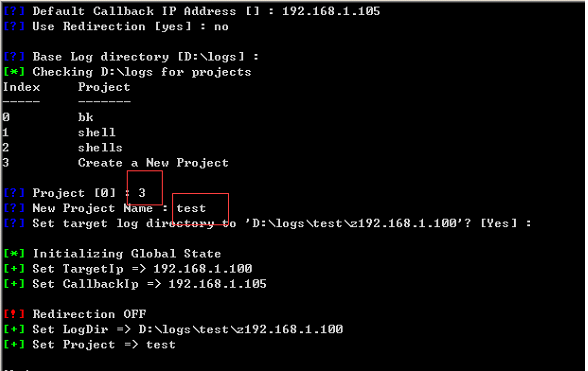 [?] Default Callback IP Address [] : 192.168.1.105
[?] Use Redirection [yes] : no
[?] Base Log directory [D:\logs] :
[*] Checking D:\logs for projects
Index Project
----- -------
0 bk
1 shell
2 shells
3 Create a New Project
[?] Project [0] : 3
[?] New Project Name : test
[?] Set target log directory to 'D:\logs\test\z192.168.1.100'? [Yes] :
[*] Initializing Global State
[+] Set TargetIp => 192.168.1.100
[+] Set CallbackIp => 192.168.1.105
[!] Redirection OFF
[+] Set LogDir => D:\logs\test\z192.168.1.100
[+] Set Project => test